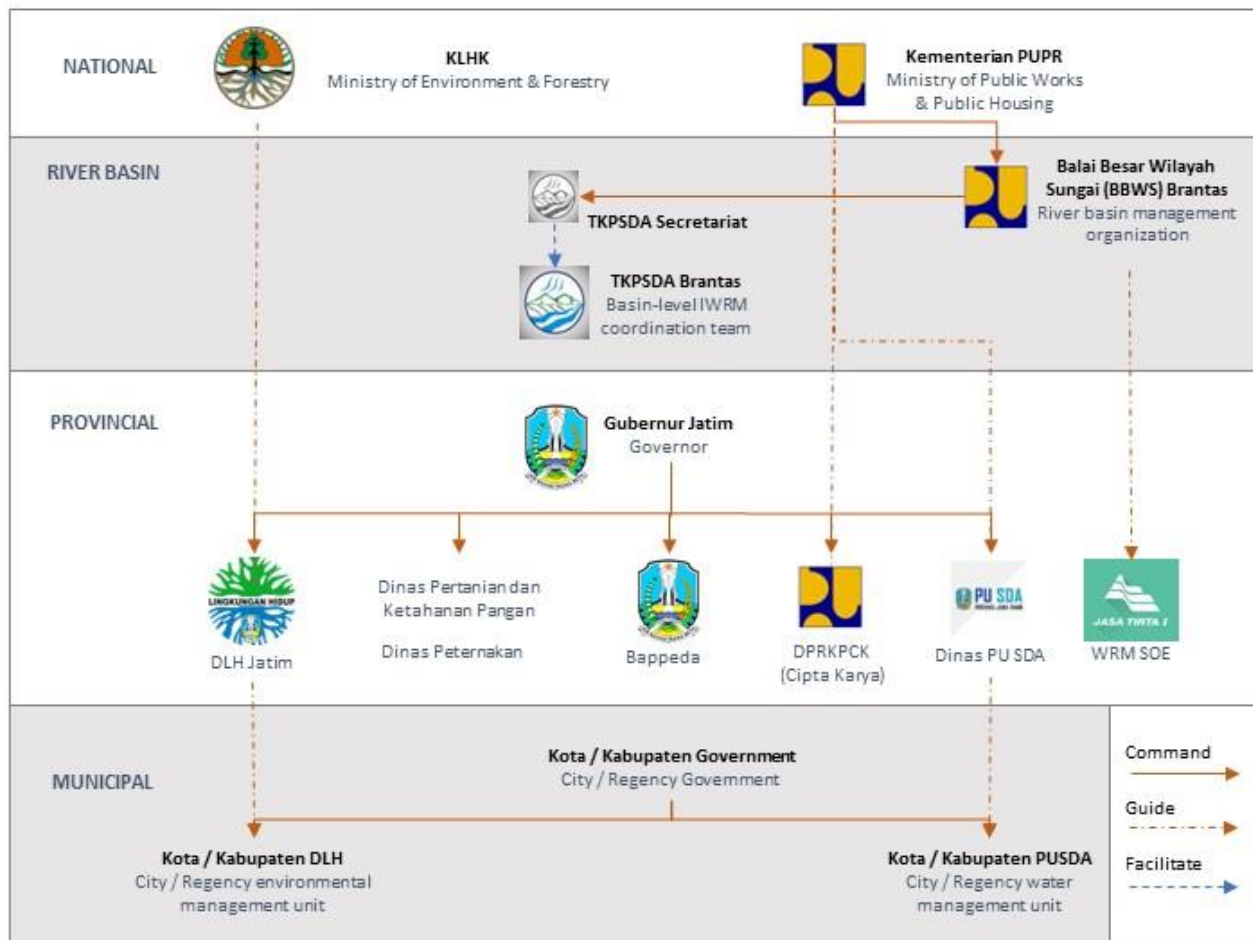 NATIONAL
KLHK
Ministry of Environment & Forestry
Kementerian PUPR
Ministry of Public Works
& Public Housing
RIVER BASIN
TKPSDA Secretariat
Balai Besar Wilayah
Sungai (BBWS) Brantas
River basin management
organization
TKPSDA Brantas
Basin-level IWRM
coordination team
PROVINCIAL
Gubernur Jatim
Governor
LINGKUNGAN HIDUP
DLH Jatim
Dinas Pertanian dan
Ketahanan Pangan
Dinas Peternakan
Bappeda
DPRKPCK
(Cipta Karya)
PU SDA
Dinas PU SDA
JASA TIRTA I
WRM SOE
MUNICIPAL
Kota / Kabupaten Government
City / Regency Government
Kota / Kabupaten DLH
City / Regency environmental
management unit
Kota / Kabupaten PUSDA
City / Regency water
management unit
Command
Guide
Facilitate